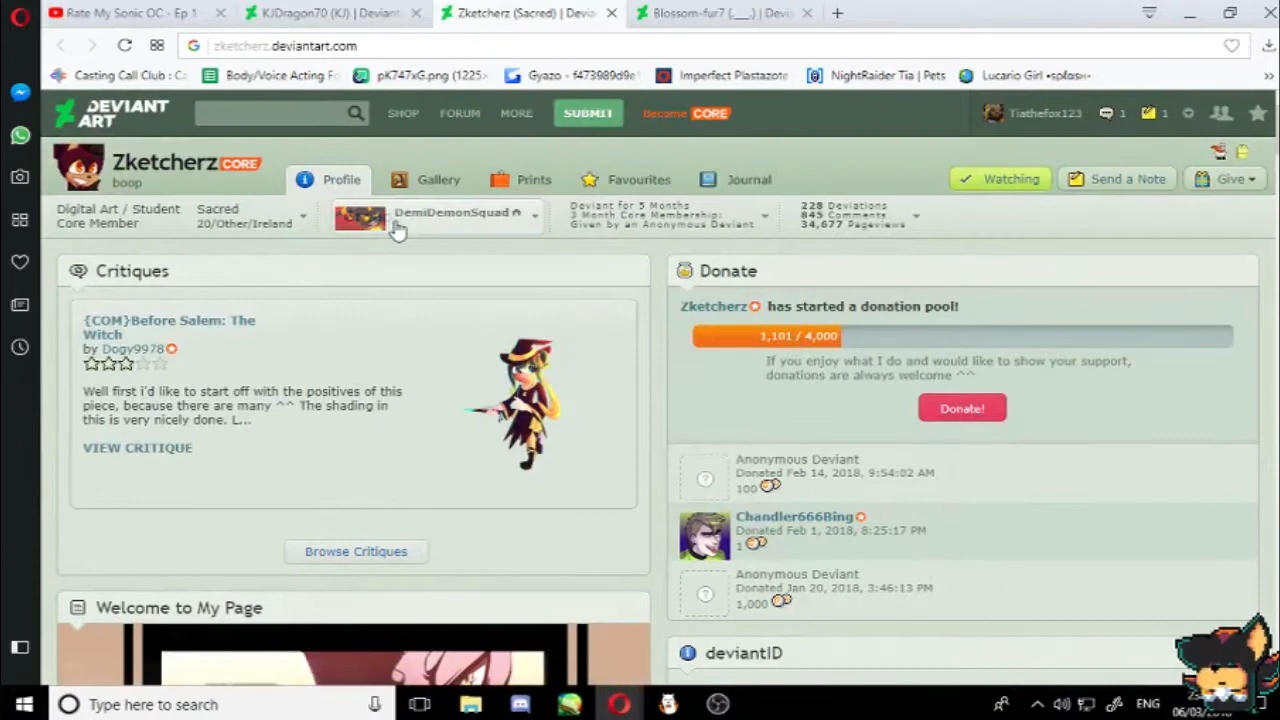 Rate My Sonic OC - Ep 1
KJDragon70 (KJ) | Deviant
Zketcherz (Sacred) | Devia
Blossom-fur7 (.___.) | Devi
zketcherz.deviantart.com
Casting Call Club : Ca
Body/Voice Acting Fo
pK747xG.png (1225×
Gyazo - f473989d9e1
Imperfect Plastazote
NightRaider Tia | Pets
Lucario Girl •splosh•
DEVIANT
ART
SHOP
FORUM
MORE
SUBMIT
Become CORE
Tiathefox123
1
1
Zketcherz CORE
boop
Profile
Gallery
Prints
Favourites
Journal
Watching
Send a Note
Give
Digital Art / Student
Core Member
Sacred
20/Other/Ireland
DemiDemonSquad
Deviant for 5 Months
3 Month Core Membership:
Given by an Anonymous Deviant
228 Deviations
845 Comments
34,677 Pageviews
Critiques
{COM}Before Salem: The
Witch
by Dogy9978
Well first i'd like to start off with the positives of this
piece, because there are many ^^ The shading in
this is very nicely done. L...
VIEW CRITIQUE
Browse Critiques
Welcome to My Page
Donate
Zketcherz has started a donation pool!
1,101 / 4,000
If you enjoy what I do and would like to show your support,
donations are always welcome ^^
Donate!
Anonymous Deviant
Donated Feb 14, 2018, 9:54:02 AM
100
Chandler666Bing
Donated Feb 1, 2018, 8:25:17 PM
1
Anonymous Deviant
Donated Jan 20, 2018, 3:46:13 PM
1,000
deviantID
Type here to search
ENG
06/03/2018